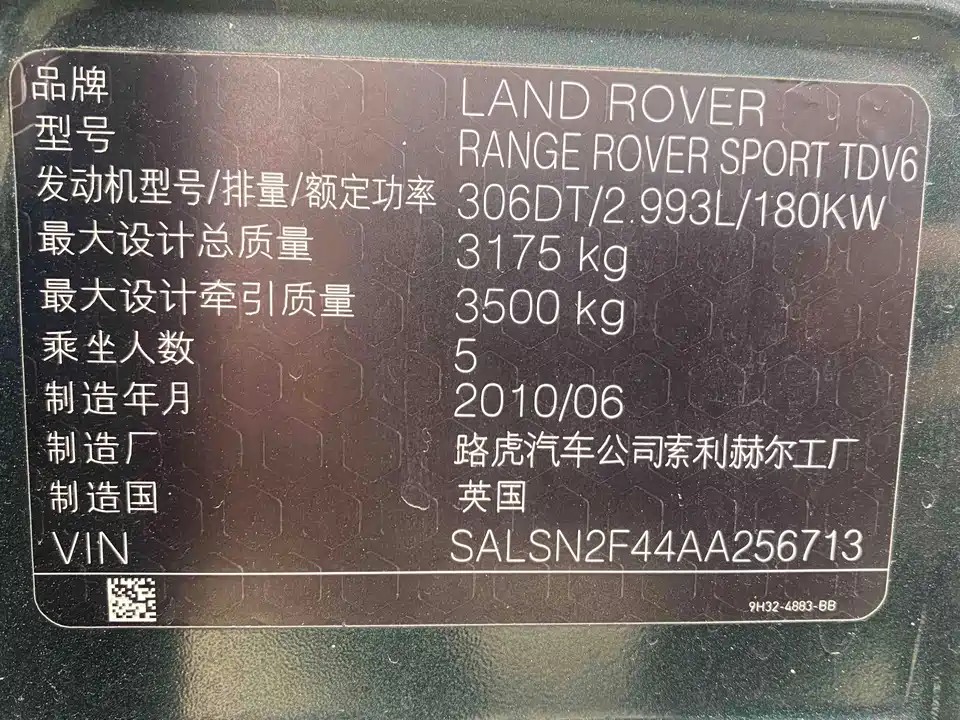 品牌 LAND ROVER
型号 RANGE ROVER SPORT TDV6
发动机型号/排量/额定功率 306DT/2.993L/180KW
最大设计总质量 3175 kg
最大设计牵引质量 3500 kg
乘坐人数 5
制造年月 2010/06
制造厂 路虎汽车公司索利赫尔工厂
制造国 英国
VIN SALSN2F44AA256713
9H32-4883-BB